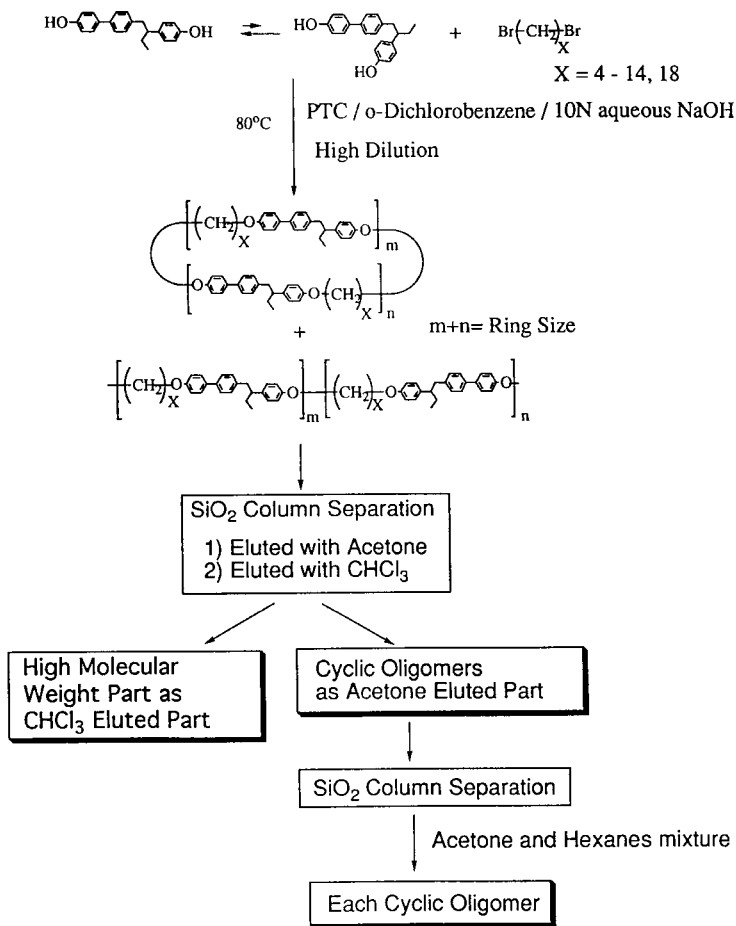 HO OH HO HO + Br(CH₂)Br
X
X = 4 - 14, 18
80°C PTC / o-Dichlorobenzene / 10N aqueous NaOH
High Dilution
(CH₂) O O
X m
O O (CH₂)
X n
+ m+n= Ring Size
(CH₂) O O (CH₂) O O
X m X n
SiO₂ Column Separation
1) Eluted with Acetone
2) Eluted with CHCl₃
High Molecular
Weight Part as
CHCl₃ Eluted Part
Cyclic Oligomers
as Acetone Eluted Part
SiO₂ Column Separation
Acetone and Hexanes mixture
Each Cyclic Oligomer